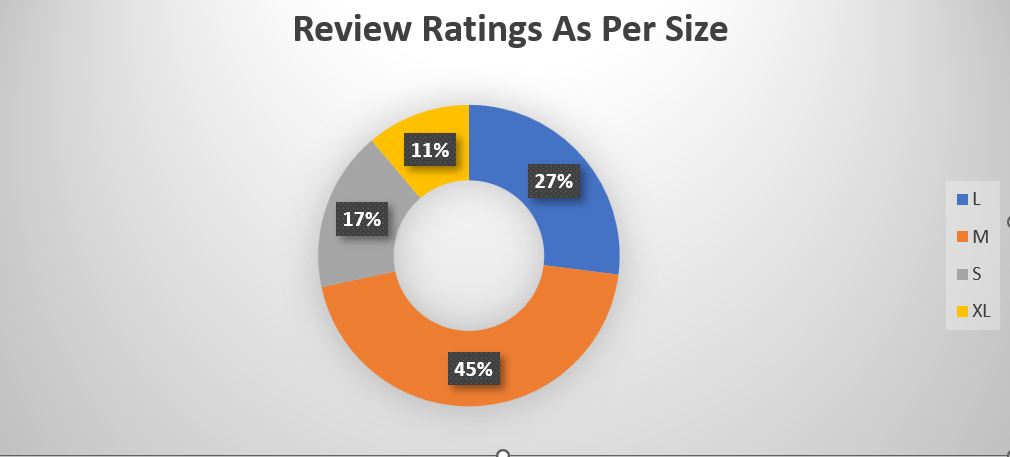 Review Ratings As Per Size
11%
27%
17%
45%
L
M
S
XL